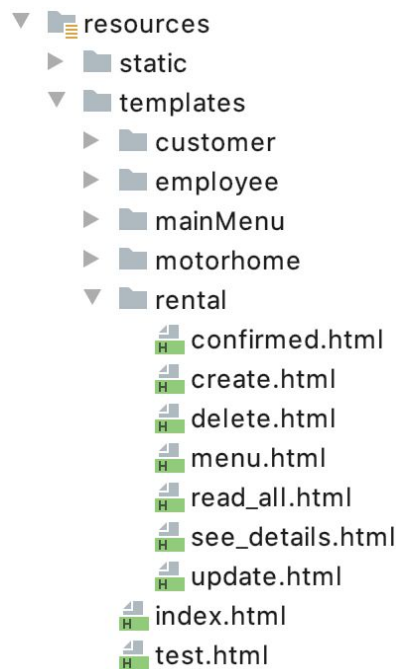 resources
static
templates
customer
employee
mainMenu
motorhome
rental
H confirmed.html
H create.html
H delete.html
H menu.html
H read_all.html
H see_details.html
H update.html
H index.html
H test.html